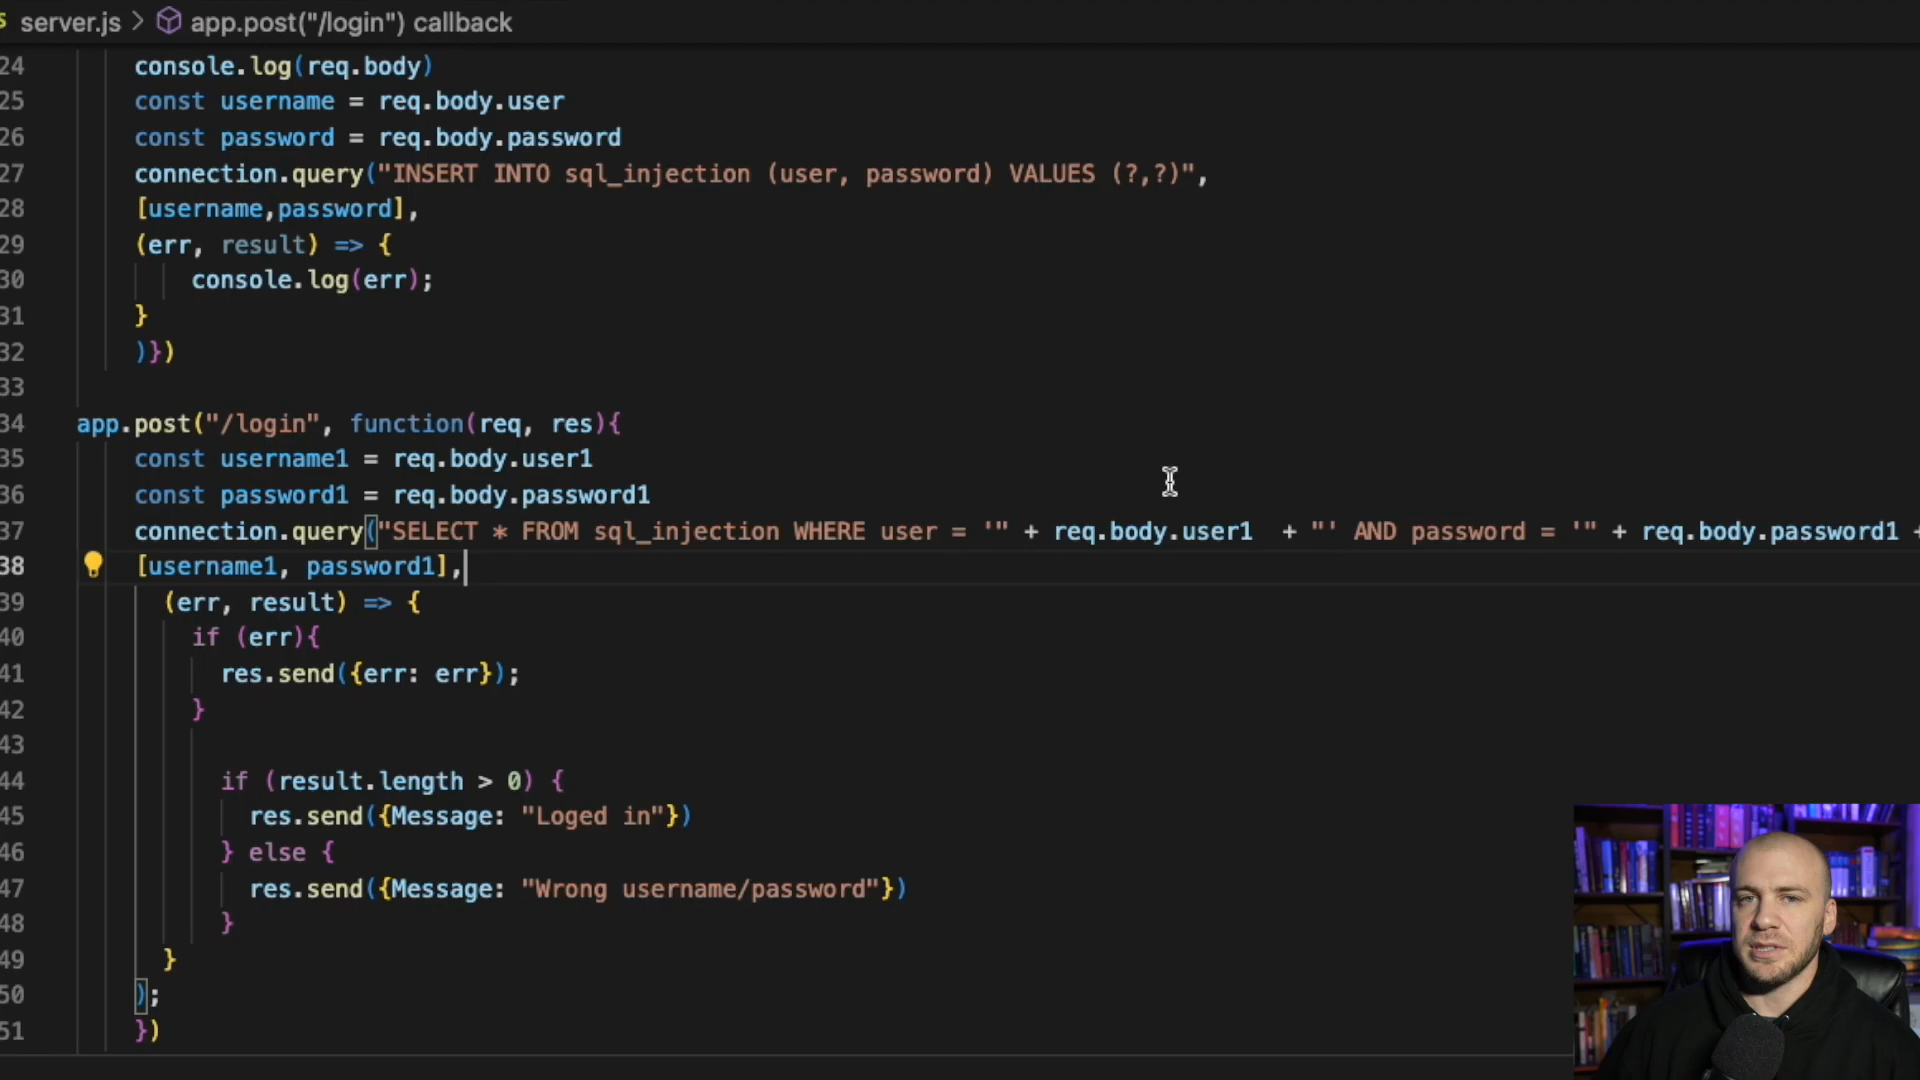 server.js > app.post("/login") callback
24 console.log(req.body)
25 const username = req.body.user
26 const password = req.body.password
27 connection.query("INSERT INTO sql_injection (user, password) VALUES (?,?)",
28 [username,password],
29 (err, result) => {
30 console.log(err);
31 }
32 )})
33
34 app.post("/login", function(req, res){
35 const username1 = req.body.user1
36 const password1 = req.body.password1
37 connection.query("SELECT * FROM sql_injection WHERE user = '" + req.body.user1  + "' AND password = '" + req.body.password1 +
38 [username1, password1],
39 (err, result) => {
40 if (err){
41 res.send({err: err});
42 }
43
44 if (result.length > 0) {
45 res.send({Message: "Loged in"})
46 } else {
47 res.send({Message: "Wrong username/password"})
48 }
49 }
50 );
51 })